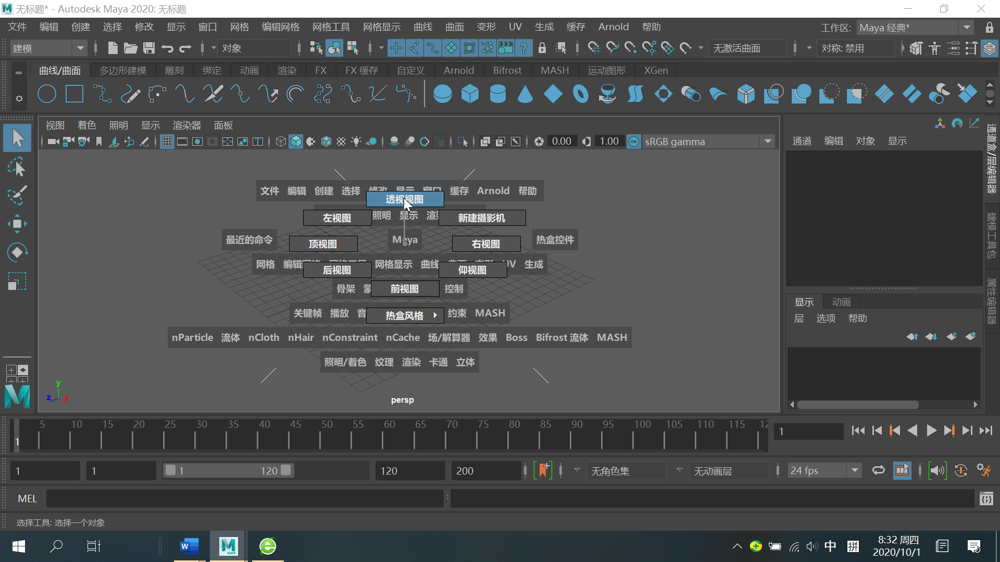 无标题* - Autodesk Maya 2020: 无标题
文件 编辑 创建 选择 修改 显示 窗口 网格 编辑网格 网格工具 网格显示 曲线 曲面 变形 UV 生成 缓存 Arnold 帮助
工作区: Maya 经典*
建模 对象 无激活曲面 对称: 禁用
曲线/曲面 多边形建模 雕刻 绑定 动画 渲染 FX FX 缓存 自定义 Arnold Bifrost MASH 运动图形 XGen
视图 着色 照明 显示 渲染器 面板
0.00 1.00 ON sRGB gamma
通道 编辑 对象 显示
通道盒/层编辑器
建模工具包
属性编辑器
文件 编辑 创建 选择 修改 显示 窗口 缓存 Arnold 帮助
透视视图
照明 显示
左视图 新建摄影机
最近的命令 Maya 热盒控件
顶视图 右视图
网格 编辑网格 网格工具 网格显示 曲线 曲面 变形 UV 生成
后视图 仰视图
骨架 前视图 控制
关键帧 播放 热盒风格 约束 MASH
nParticle 流体 nCloth nHair nConstraint nCache 场/解算器 效果 Boss Bifrost 流体 MASH
照明/着色 纹理 渲染 卡通 立体
y
z x
persp
显示 动画
层 选项 帮助
5 10 15 20 25 30 35 40 45 50 55 60 65 70 75 80 85 90 95 100 105 110 115 12
1 1
1 1 1 120 120 200 无角色集 无动画层 24 fps
MEL
选择工具: 选择一个对象
W MAYA 中 拼
8:32 周四
2020/10/1